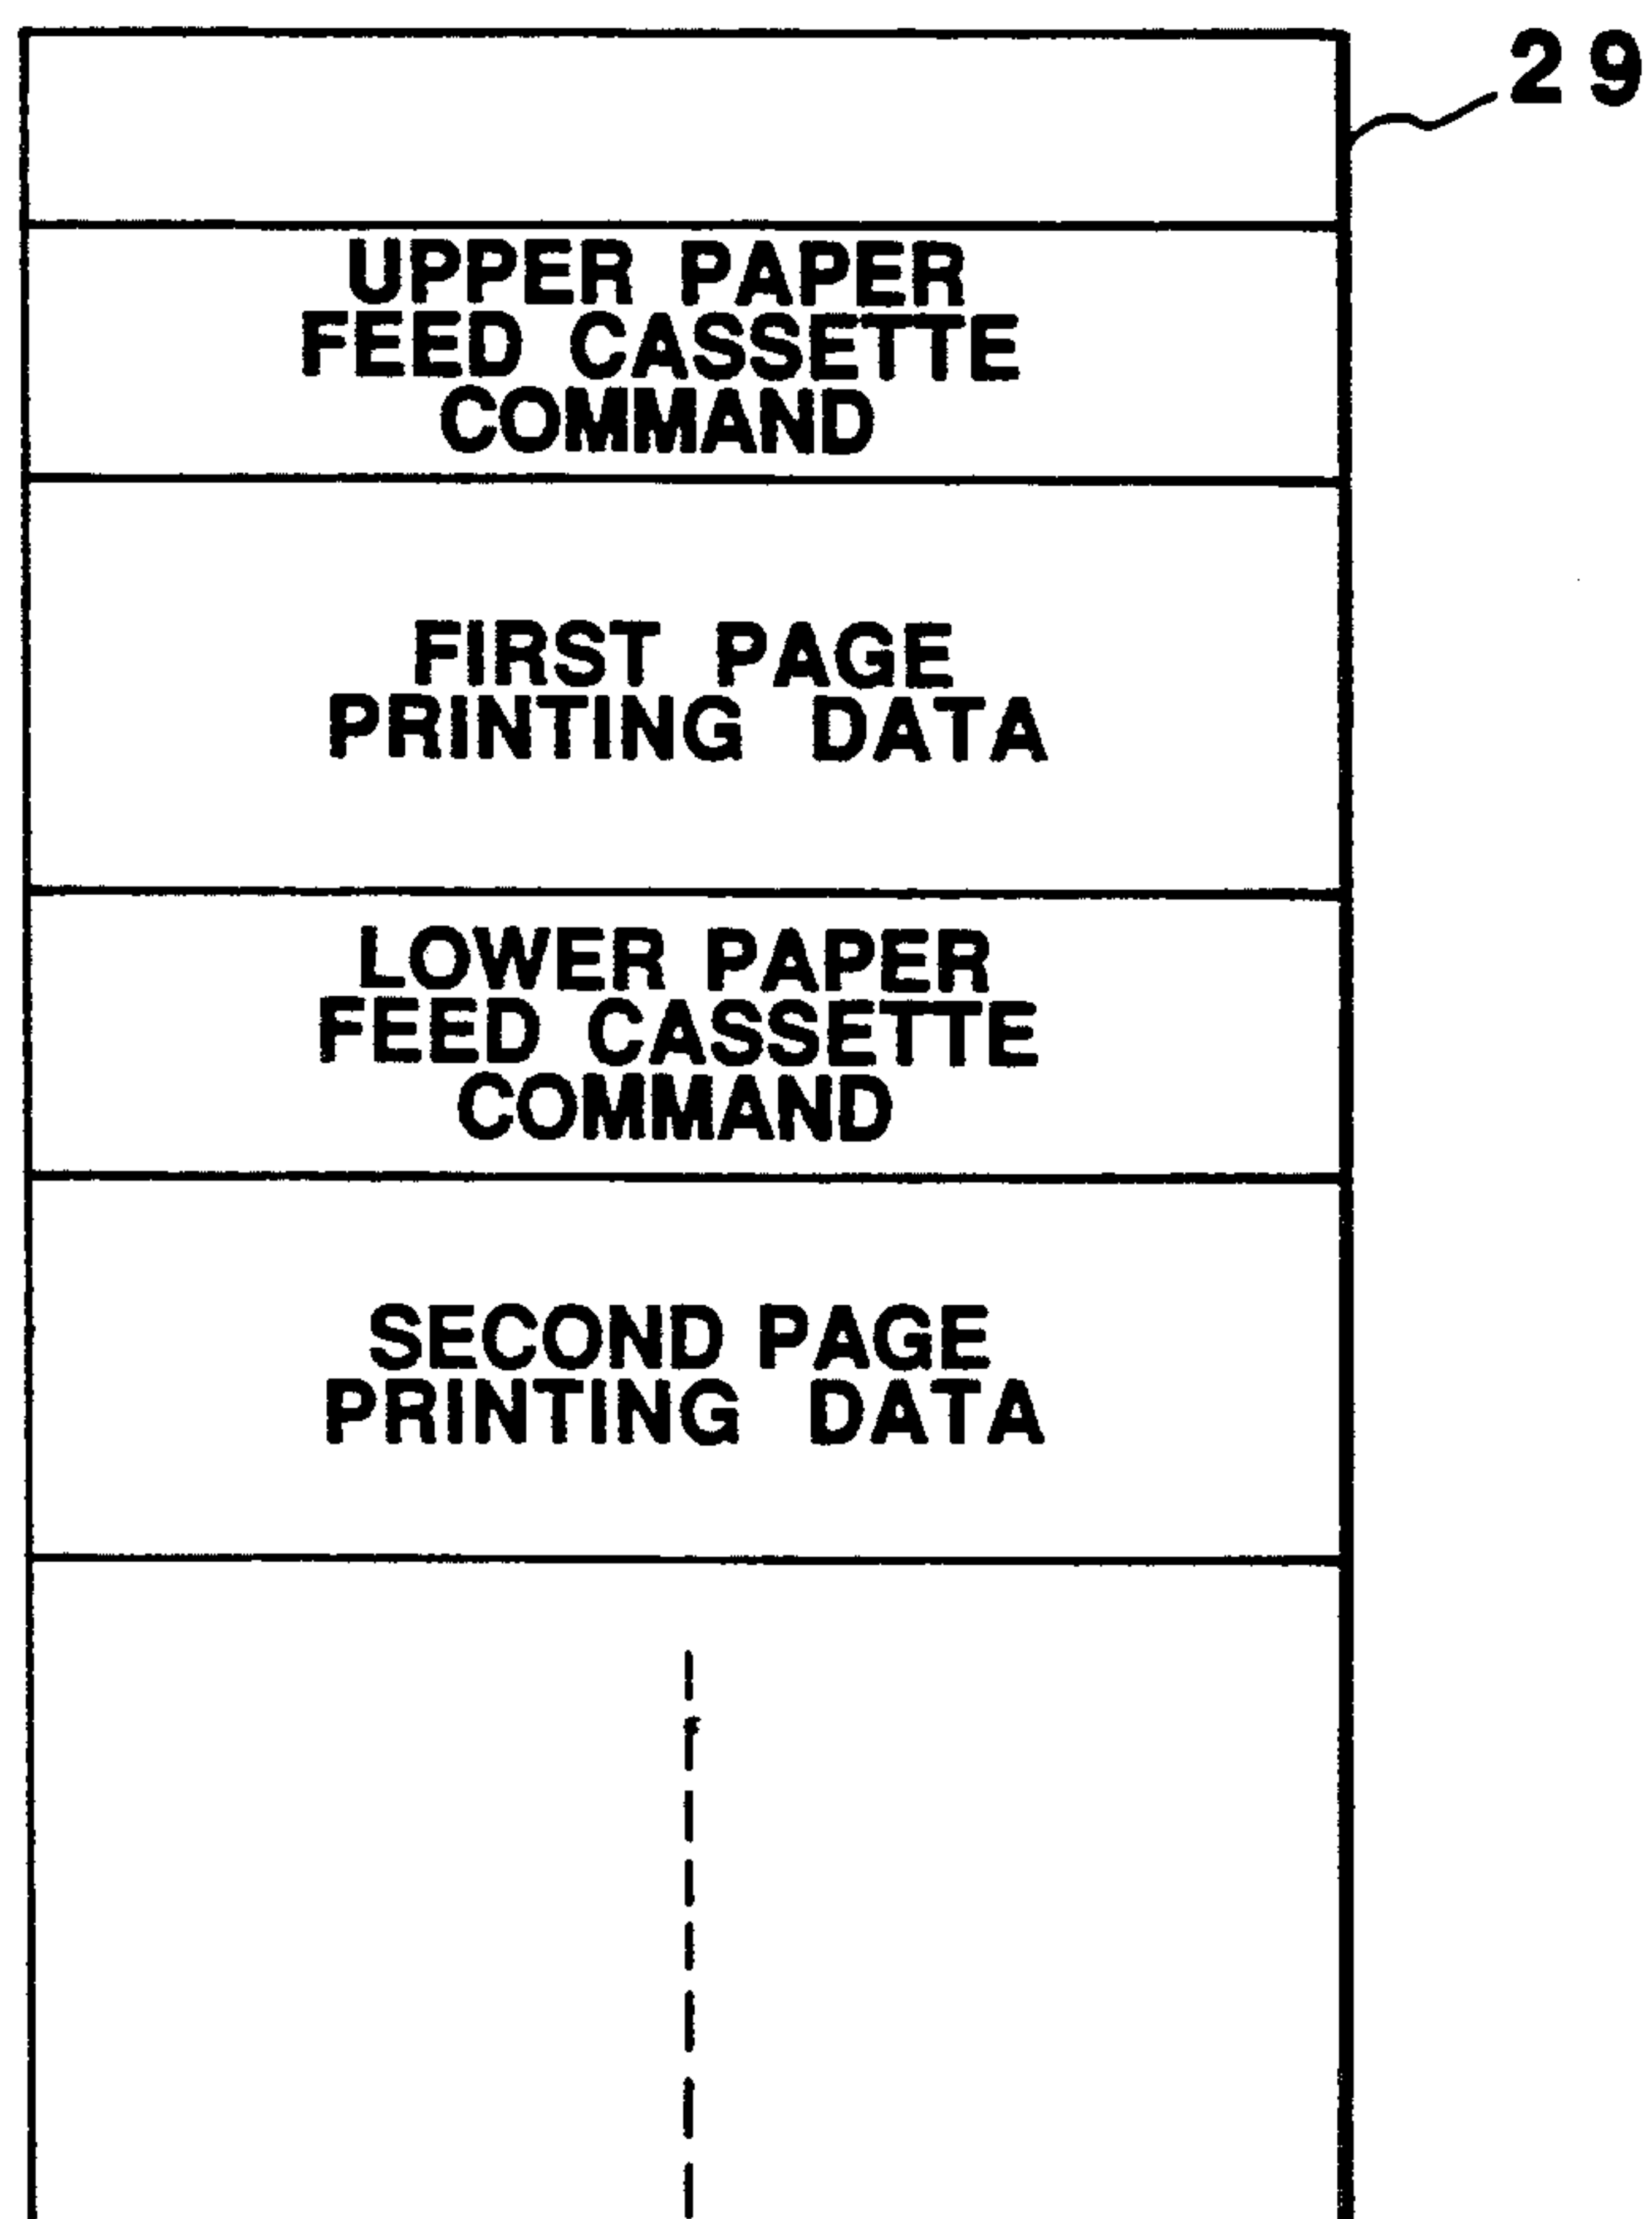 29
UPPER PAPER
FEED CASSETTE
COMMAND
FIRST PAGE
PRINTING DATA
LOWER PAPER
FEED CASSETTE
COMMAND
SECOND PAGE
PRINTING DATA